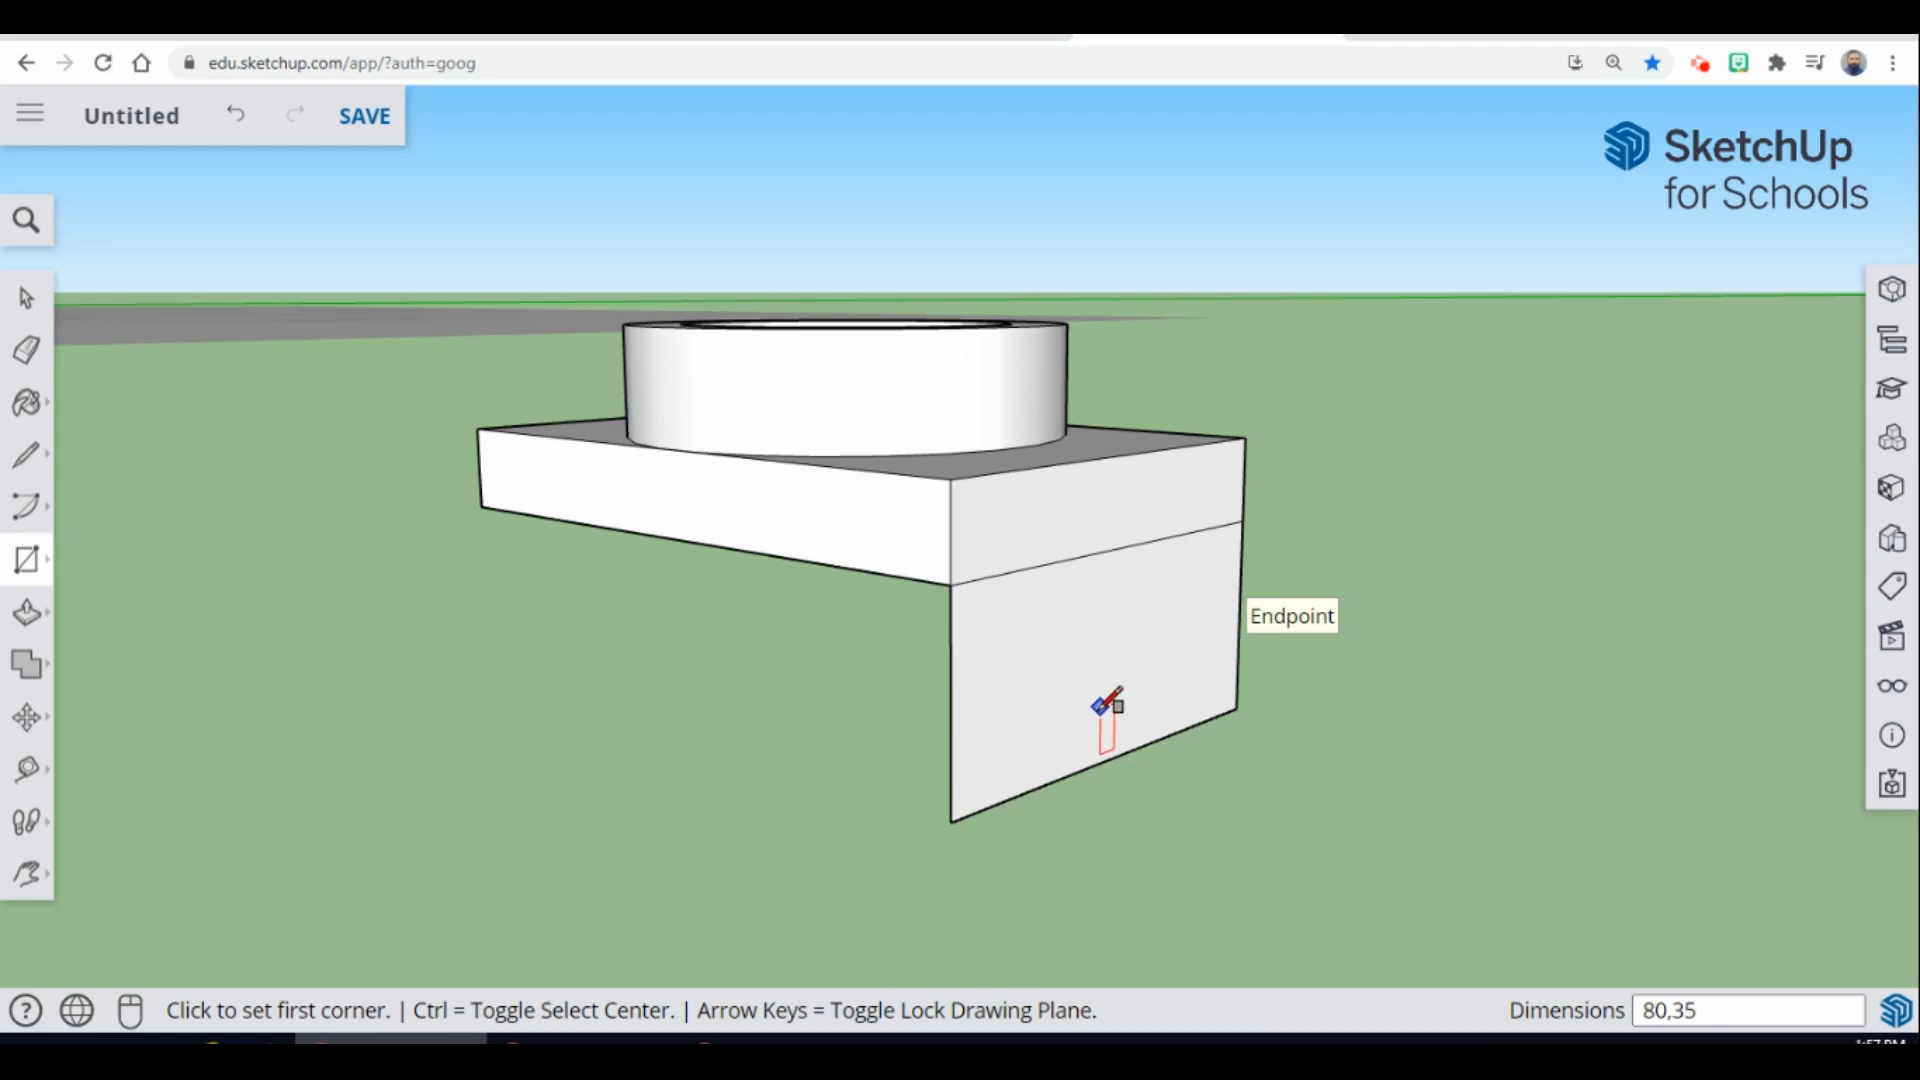 edu.sketchup.com/app/?auth=goog
Untitled
SAVE
SketchUp
for Schools
Endpoint
Click to set first corner. | Ctrl = Toggle Select Center. | Arrow Keys = Toggle Lock Drawing Plane.
Dimensions 80,35